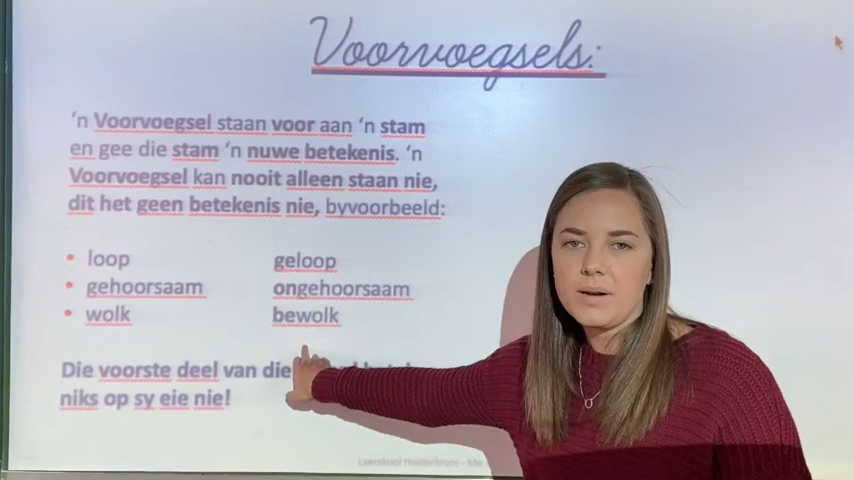 Voorvoegsels:
‘n Voorvoegsel staan voor aan ‘n stam
en gee die stam ‘n nuwe betekenis. ‘n
Voorvoegsel kan nooit alleen staan nie,
dit het geen betekenis nie, byvoorbeeld:
• loop geloop
• gehoorsaam ongehoorsaam
• wolk bewolk
Die voorste deel van die
niks op sy eie nie!